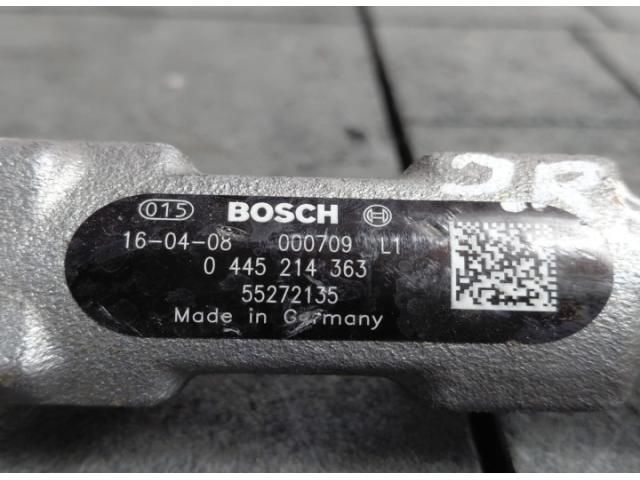 015 BOSCH
16-04-08 000709 L1
0 445 214 363
55272135
Made in Germany